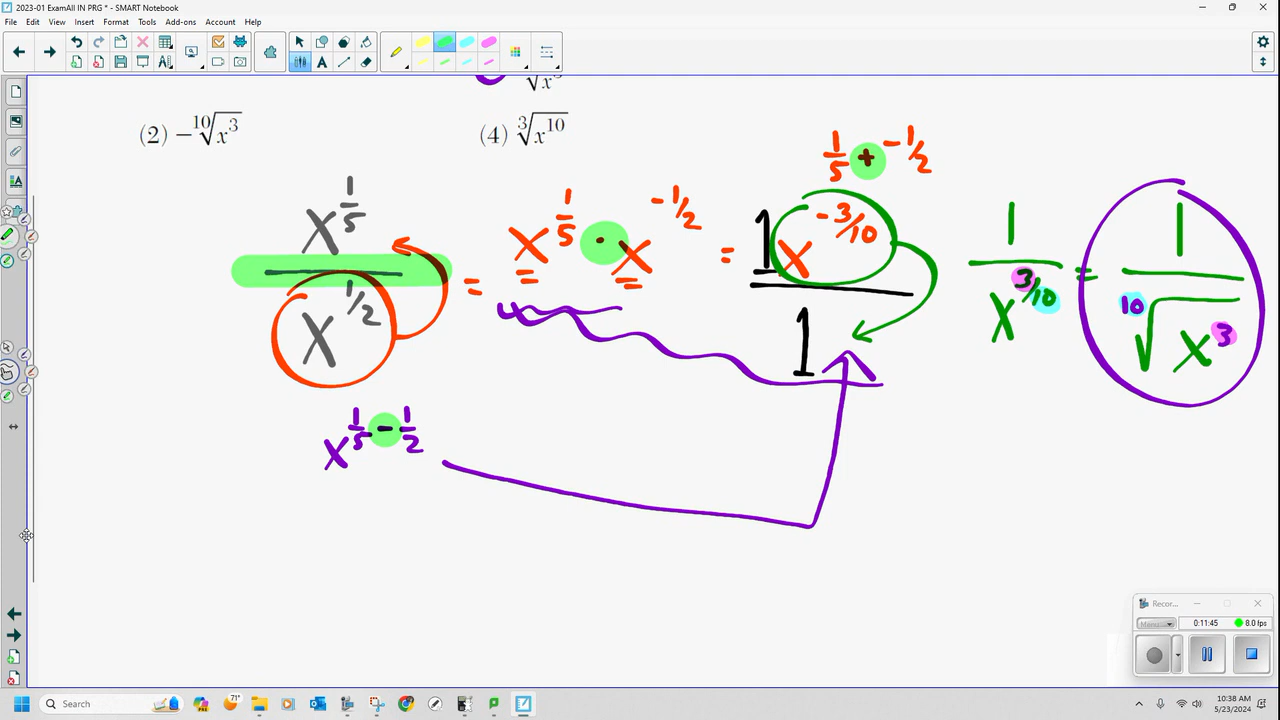 2023-01 ExamAll IN PRG * - SMART Notebook
File Edit View Insert Format Tools Add-ons Account Help
(2) -¹⁰√x³
(4) ³√x¹⁰
1/5 + -1/2
x^(1/5) / x^(1/2) = x^(1/5) · x^(-1/2) = 1x^(-3/10) / 1
1 / x^(3/10) = 1 / ¹⁰√x³
x^(1/5 - 1/2)
Recor...
0:11:45 8.0 fps
Search
71°
10:38 AM
5/23/2024